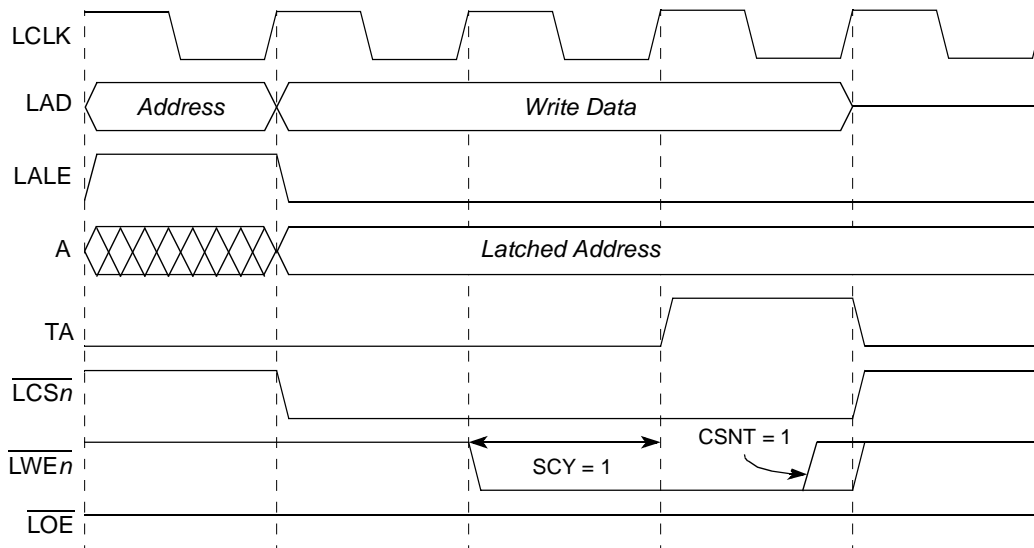 LCLK
LAD Address Write Data
LALE
A Latched Address
TA
LCSn
LWEn SCY = 1 CSNT = 1
LOE